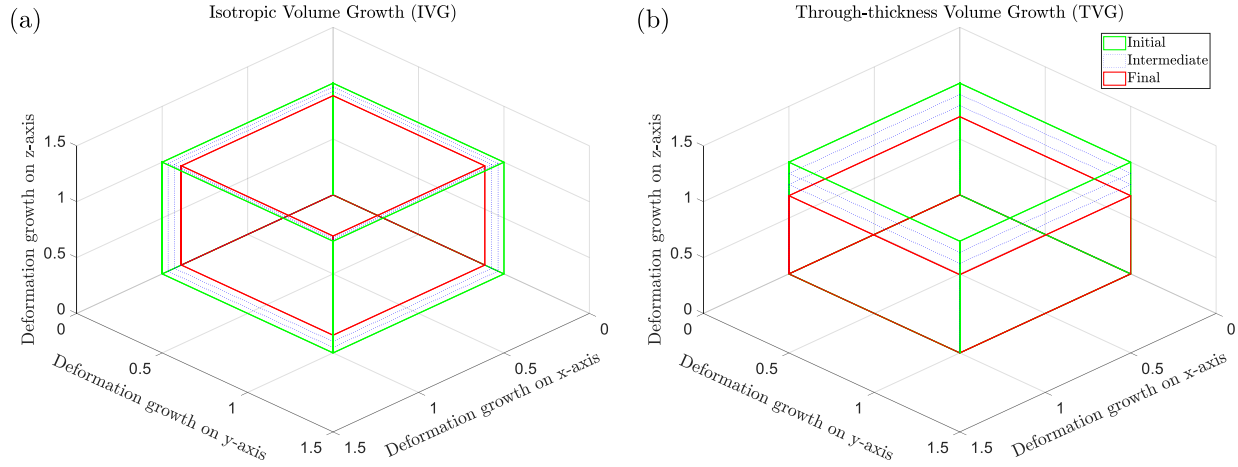 (a)
Isotropic Volume Growth (IVG)
Deformation growth on z-axis
1.5
1
0.5
0
0
0.5
1
1.5
Deformation growth on y-axis
1.5
1
0.5
0
Deformation growth on x-axis
(b)
Through-thickness Volume Growth (TVG)
Initial
Intermediate
Final
Deformation growth on z-axis
1.5
1
0.5
0
0
0.5
1
1.5
Deformation growth on y-axis
1.5
1
0.5
0
Deformation growth on x-axis